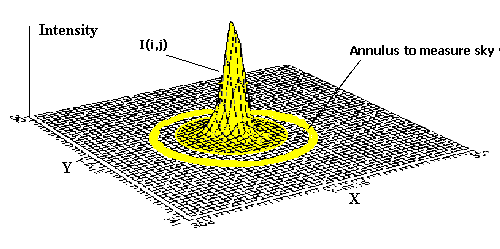 Intensity
I(i,j)
Annulus to measure sky
Y
X